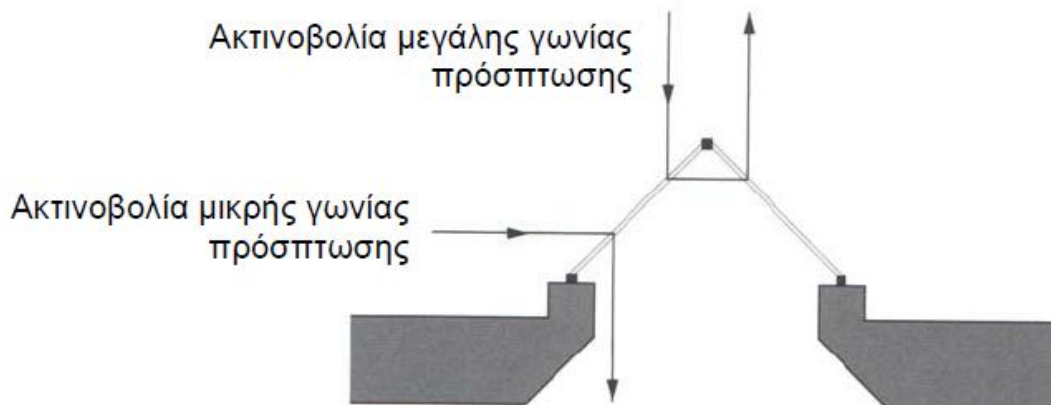 Ακτινοβολία μεγάλης γωνίας
πρόσπτωσης
Ακτινοβολία μικρής γωνίας
πρόσπτωσης